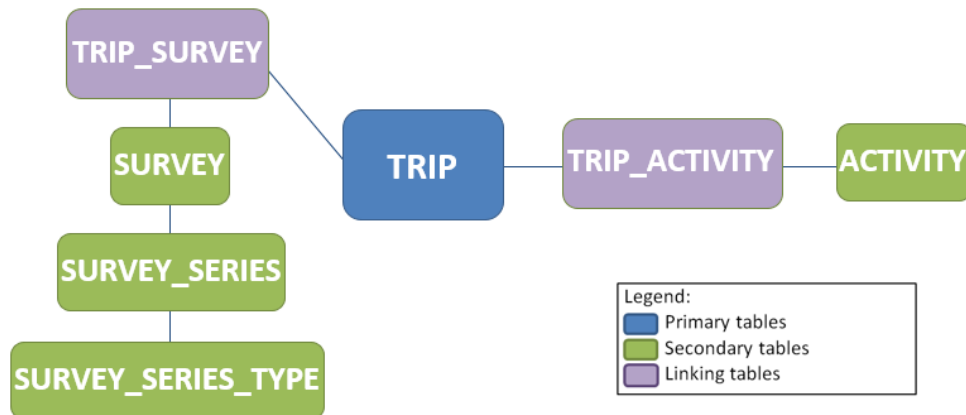 TRIP_SURVEY
SURVEY
SURVEY_SERIES
SURVEY_SERIES_TYPE
TRIP
TRIP_ACTIVITY
ACTIVITY
Legend:
Primary tables
Secondary tables
Linking tables